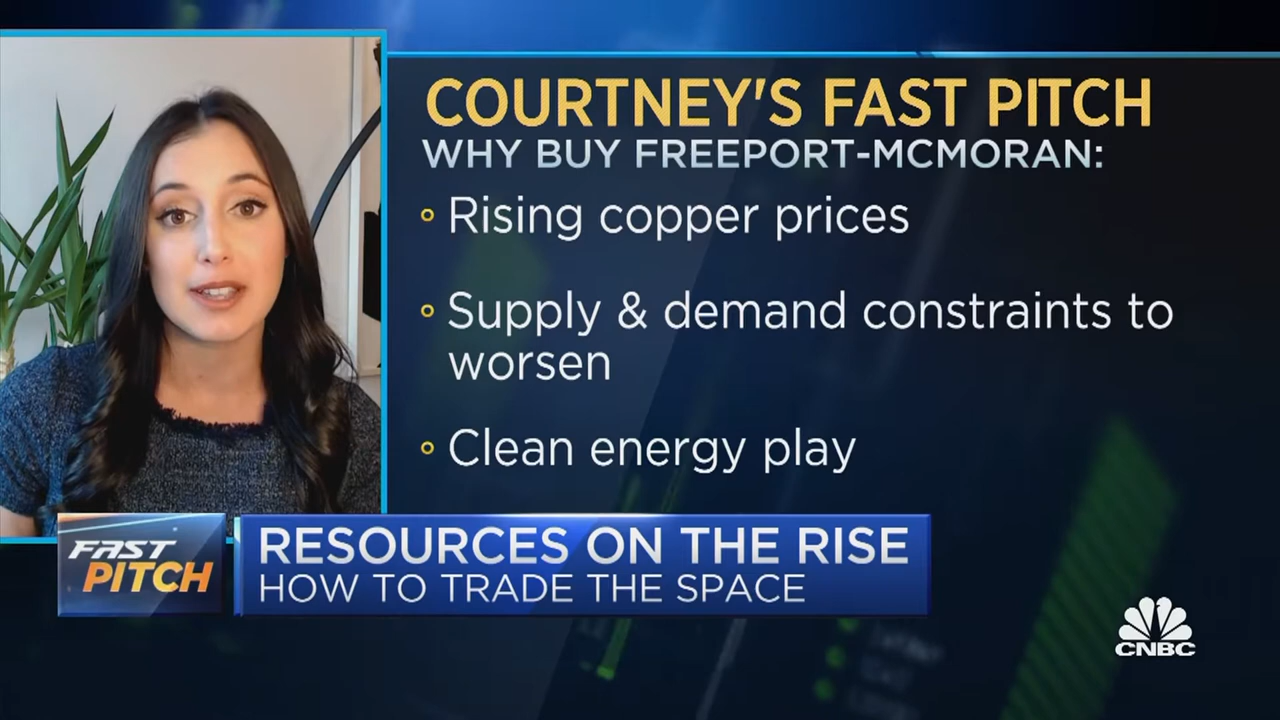 COURTNEY'S FAST PITCH
WHY BUY FREEPORT-MCMORAN:
Rising copper prices
Supply & demand constraints to
worsen
Clean energy play
FAST
PITCH
RESOURCES ON THE RISE
HOW TO TRADE THE SPACE
CNBC